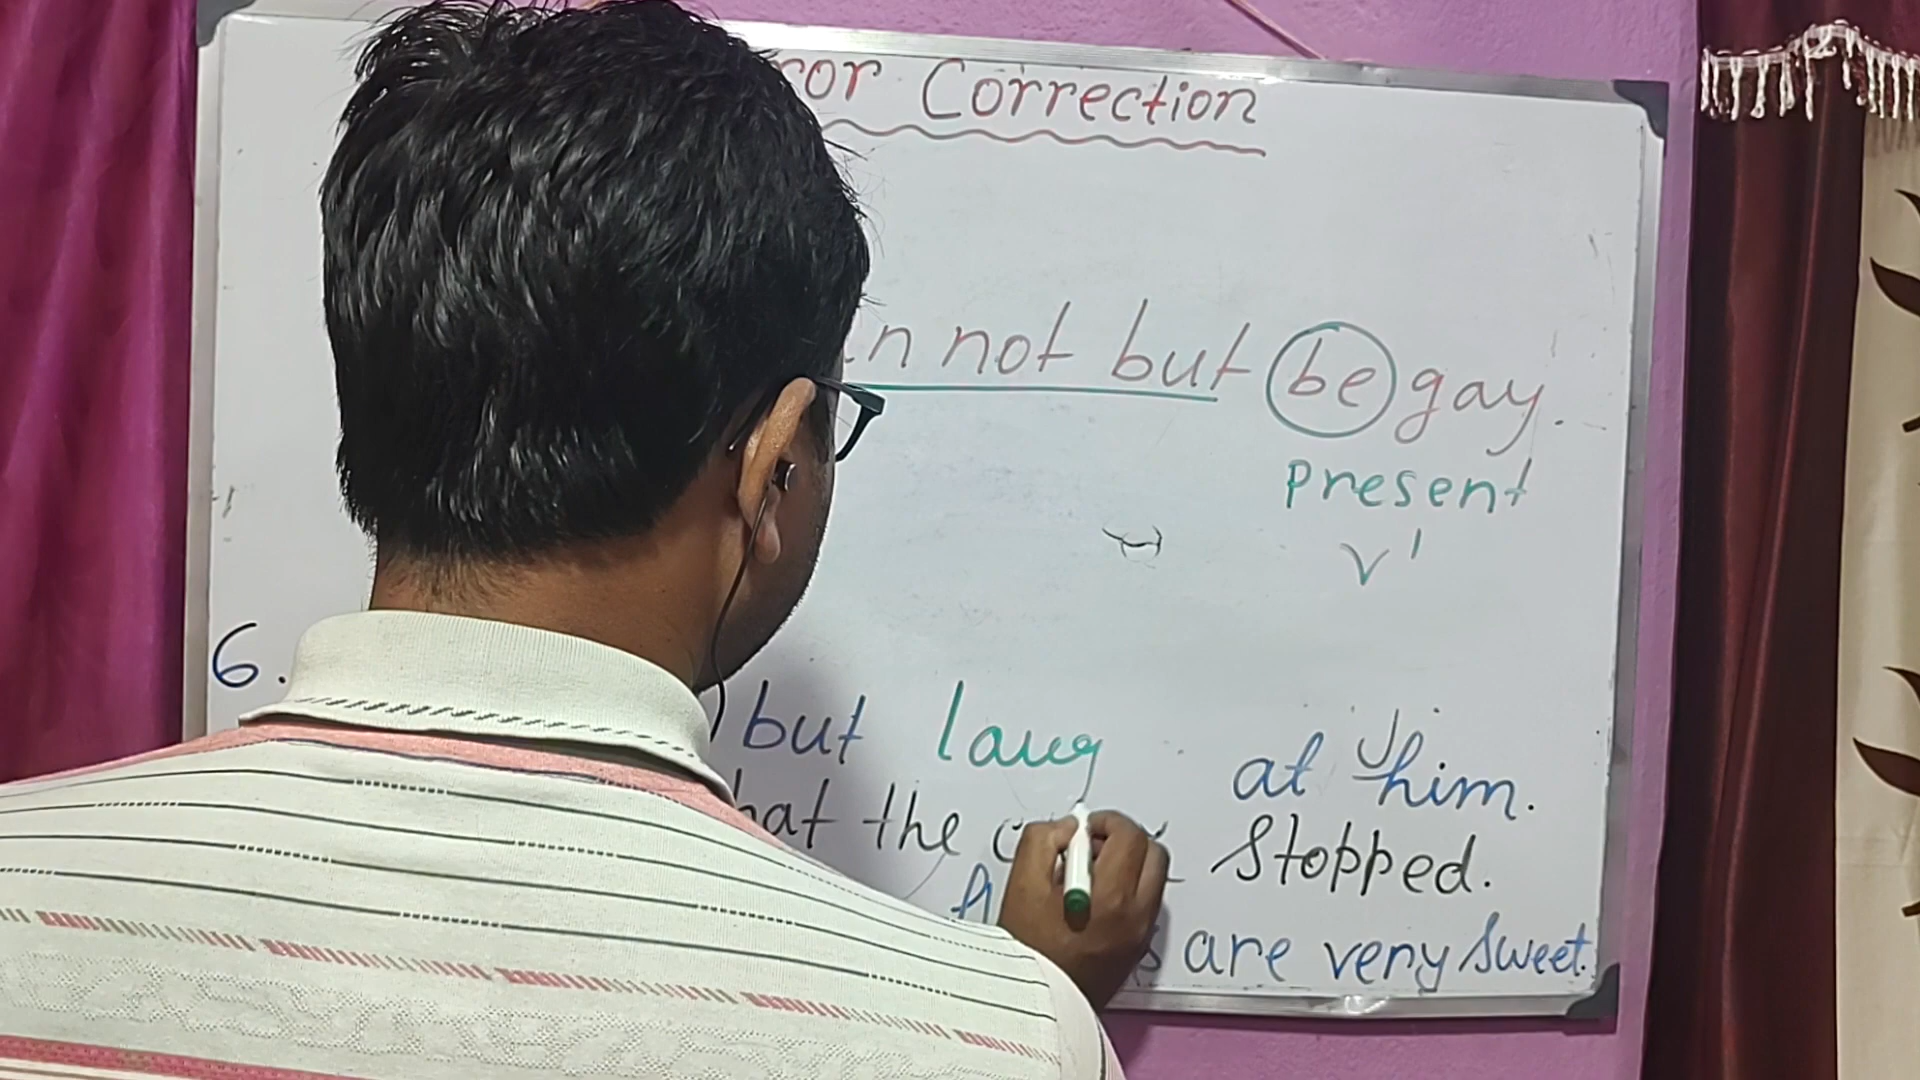 ror Correction
n not but be gay.
present
V'
6.
but laug at him.
hat the Stopped.
s are very sweet.